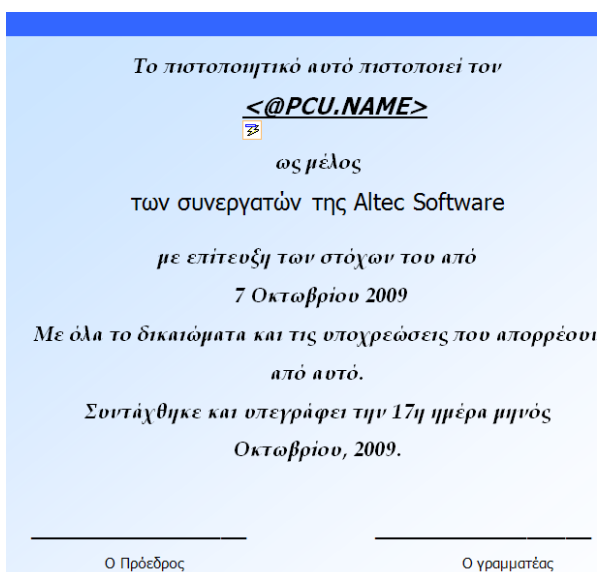 Το πιστοποιητικό αυτό πιστοποιεί τον
<@PCU.NAME>
ως μέλος
των συνεργατών της Altec Software
με επίτευξη των στόχων του από
7 Οκτωβρίου 2009
Με όλα το δικαιώματα και τις υποχρεώσεις που απορρέουν
από αυτό.
Συντάχθηκε και υπεγράφει την 17η ημέρα μηνός
Οκτωβρίου, 2009.
Ο Πρόεδρος Ο γραμματέας